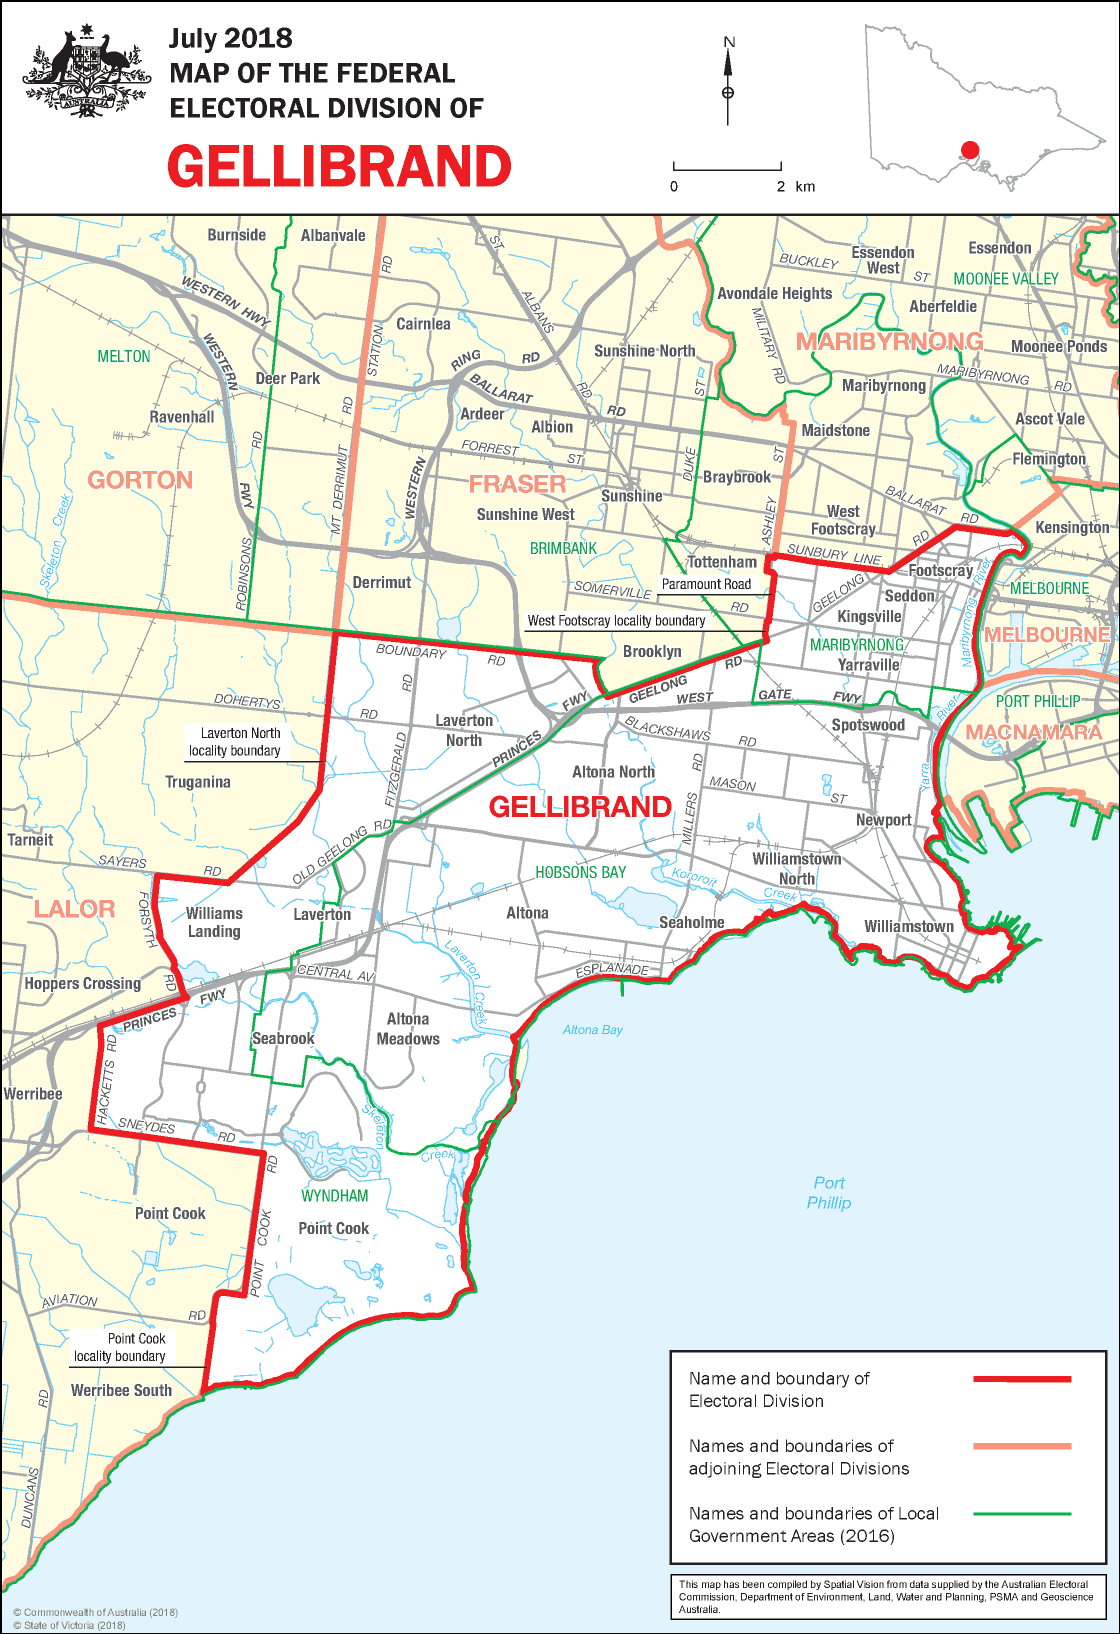 July 2018
MAP OF THE FEDERAL
ELECTORAL DIVISION OF
GELLIBRAND
AUSTRALIA
N
0 2 km
Burnside
Albanvale
RD
ST
BUCKLEY
ST
Essendon
West
Essendon
MOONEE VALLEY
WESTERN HWY
ALBANS
Avondale Heights
Aberfeldie
MELTON
WESTERN
Cairnlea
STATION
RING RD
Sunshine North
MILITARY RD
MARIBYRNONG
Moonee Ponds
Deer Park
BALLARAT RD
RD
ST
Maribyrnong
MARIBYRNONG RD
Ravenhall
RD
Ardeer
Albion
Maidstone
Ascot Vale
RD
FORREST ST
DUKE
ST
Flemington
GORTON
MT DERRIMUT
WESTERN
FRASER
Sunshine
Braybrook
BALLARAT RD
Skeleton Creek
FWY
Sunshine West
ASHLEY
West
Footscray
RD
Kensington
ROBINSONS
BRIMBANK
Tottenham
SUNBURY LINE
Footscray
Derrimut
SOMERVILLE RD
Paramount Road
GEELONG
Seddon
MELBOURNE
West Footscray locality boundary
Kingsville
Maribyrnong River
MELBOURNE
BOUNDARY RD
Brooklyn
MARIBYRNONG
Yarraville
RD
GEELONG RD
DOHERTYS RD
FWY
WEST GATE FWY
PORT PHILLIP
Laverton North
locality boundary
Laverton
North
BLACKSHAWS RD
Spotswood
River
MACNAMARA
FITZGERALD
PRINCES
Truganina
Altona North
RD
MASON ST
Yarra
GELLIBRAND
MILLERS
Newport
Tarneit
OLD GEELONG RD
SAYERS RD
HOBSONS BAY
Williamstown
North
Kororoit Creek
LALOR
FORSYTH
RD
Williams
Landing
Laverton
Altona
Seaholme
Williamstown
Laverton Creek
CENTRAL AV
ESPLANADE
Hoppers Crossing
PRINCES FWY
Altona
Meadows
Altona Bay
HACKETTS RD
Seabrook
Werribee
SNEYDES RD
Skeleton
Creek
RD
WYNDHAM
Port
Phillip
Point Cook
COOK
Point Cook
POINT
AVIATION RD
Point Cook
locality boundary
Werribee South
RD
DUNCANS
Name and boundary of
Electoral Division
Names and boundaries of
adjoining Electoral Divisions
Names and boundaries of Local
Government Areas (2016)
This map has been compiled by Spatial Vision from data supplied by the Australian Electoral
Commission, Department of Environment, Land, Water and Planning, PSMA and Geoscience
Australia.
© Commonwealth of Australia (2018)
© State of Victoria (2018)